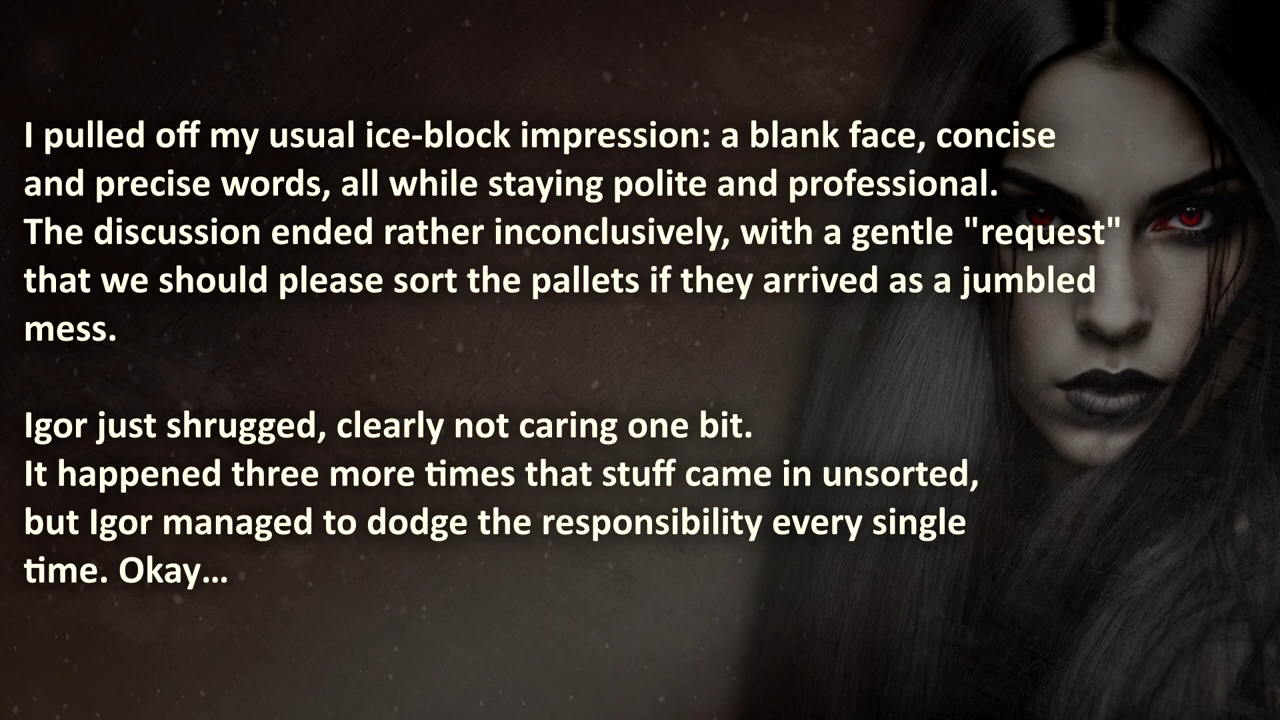 I pulled off my usual ice-block impression: a blank face, concise
and precise words, all while staying polite and professional.
The discussion ended rather inconclusively, with a gentle "request"
that we should please sort the pallets if they arrived as a jumbled
mess.
Igor just shrugged, clearly not caring one bit.
It happened three more times that stuff came in unsorted,
but Igor managed to dodge the responsibility every single
time. Okay...